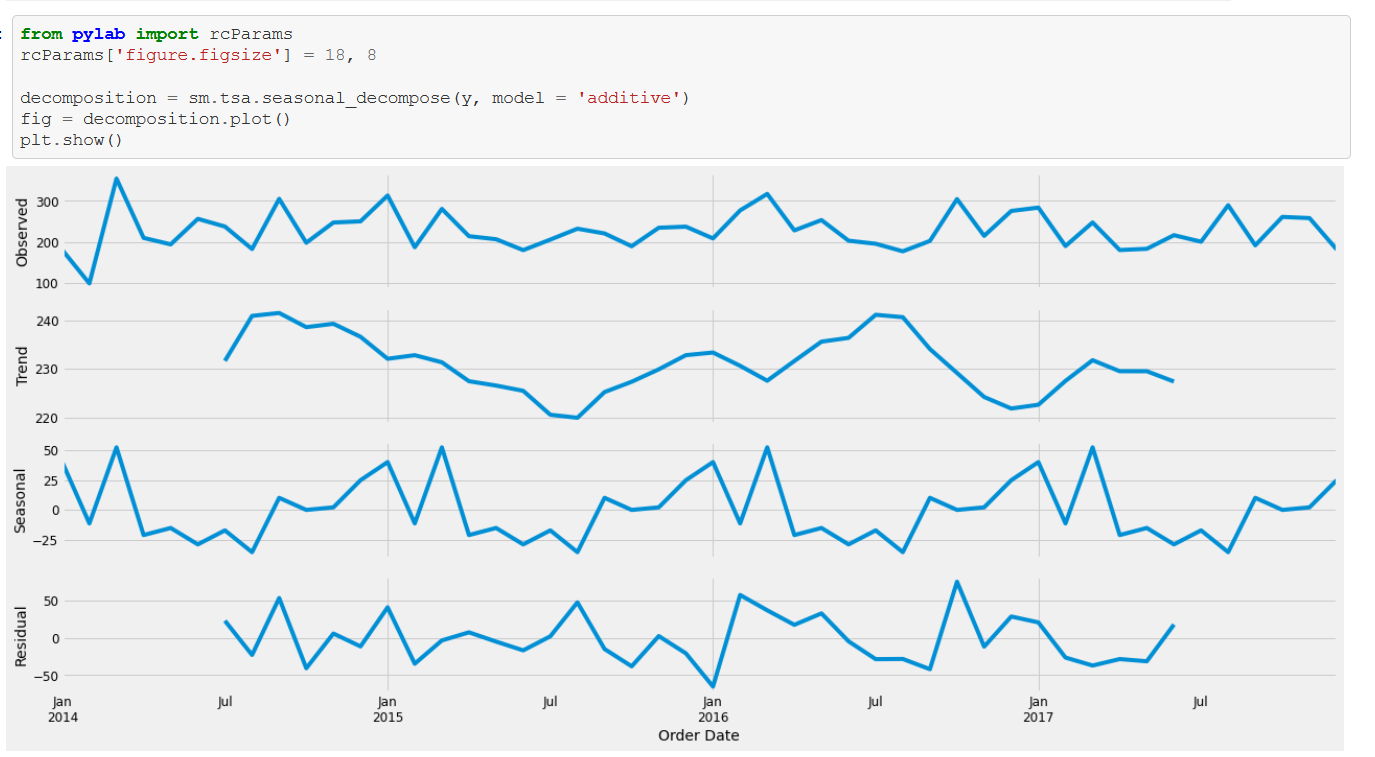 :
from pylab import rcParams
rcParams['figure.figsize'] = 18, 8
decomposition = sm.tsa.seasonal_decompose(y, model = 'additive')
fig = decomposition.plot()
plt.show()
Observed
300
200
100
Trend
240
230
220
Seasonal
50
25
0
−25
Residual
50
0
−50
Jan Jul Jan Jul Jan Jul Jan Jul
2014 2015 2016 2017
Order Date